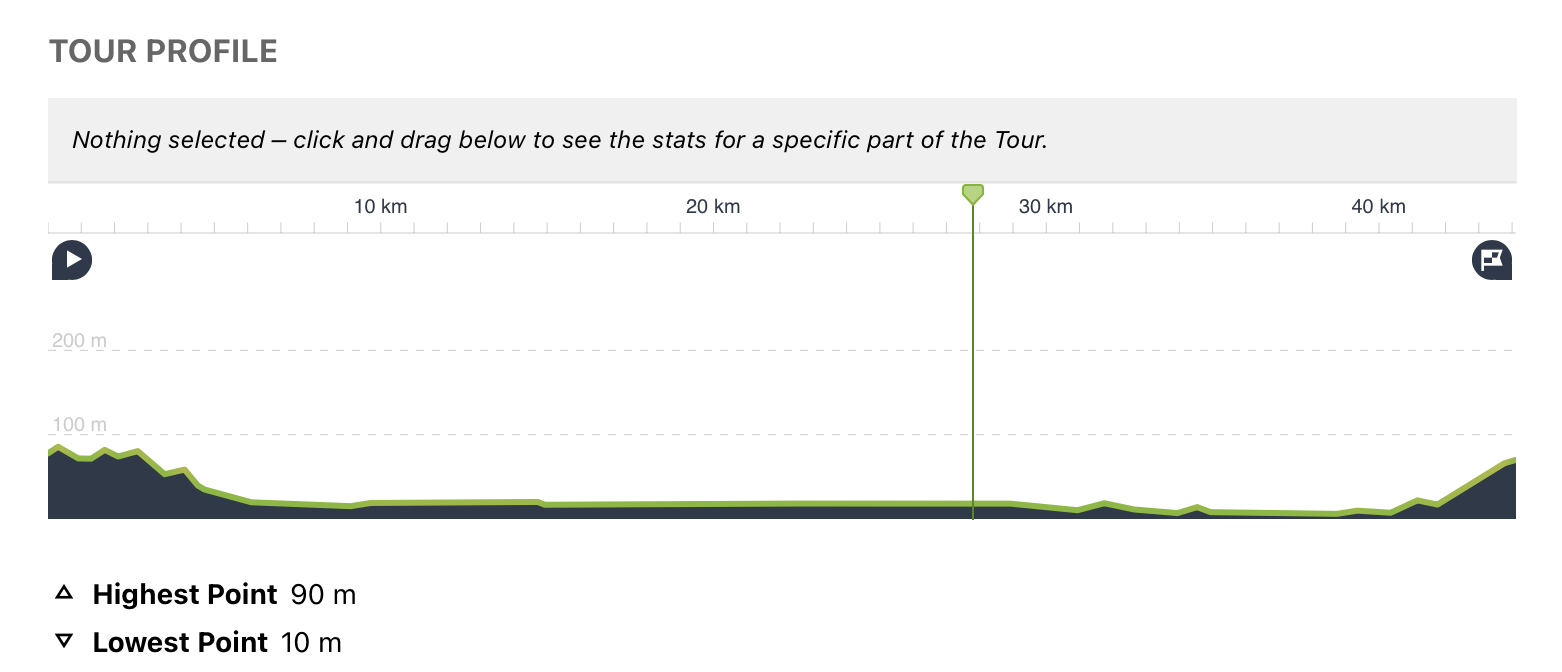 TOUR PROFILE
Nothing selected – click and drag below to see the stats for a specific part of the Tour.
10 km 20 km 30 km 40 km
200 m
100 m
Highest Point 90 m
Lowest Point 10 m